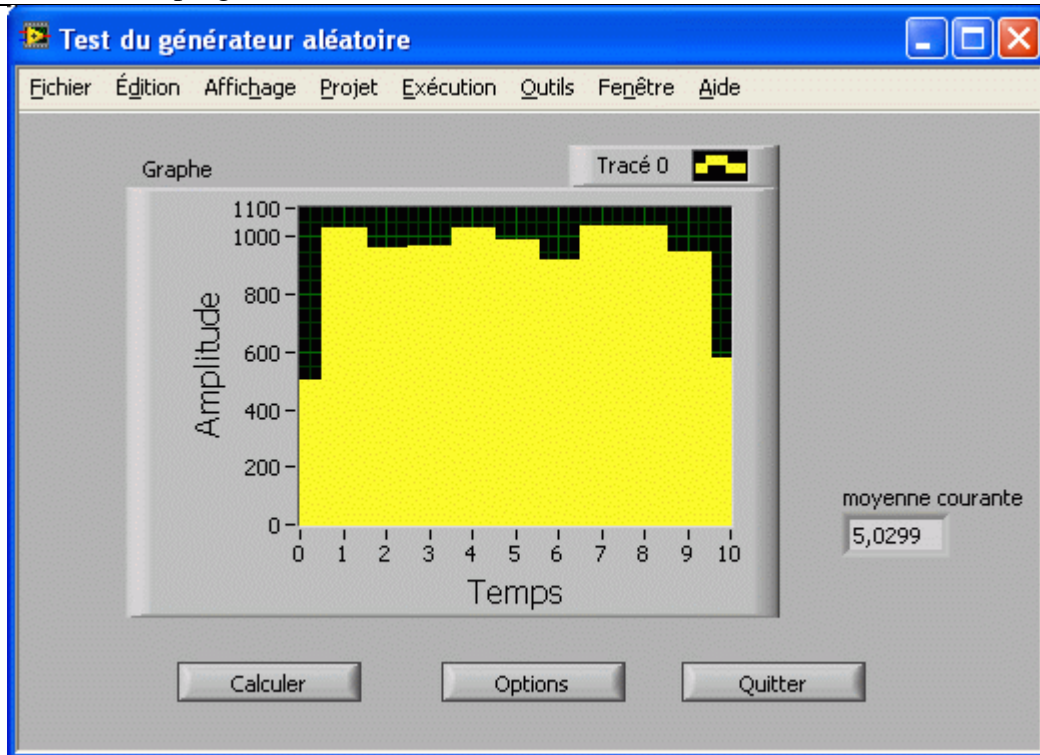 Test du générateur aléatoire
Fichier Édition Affichage Projet Exécution Outils Fenêtre Aide
Graphe
Tracé 0
1100
1000
800
600
400
200
0
Amplitude
0 1 2 3 4 5 6 7 8 9 10
Temps
moyenne courante
5,0299
Calculer Options Quitter